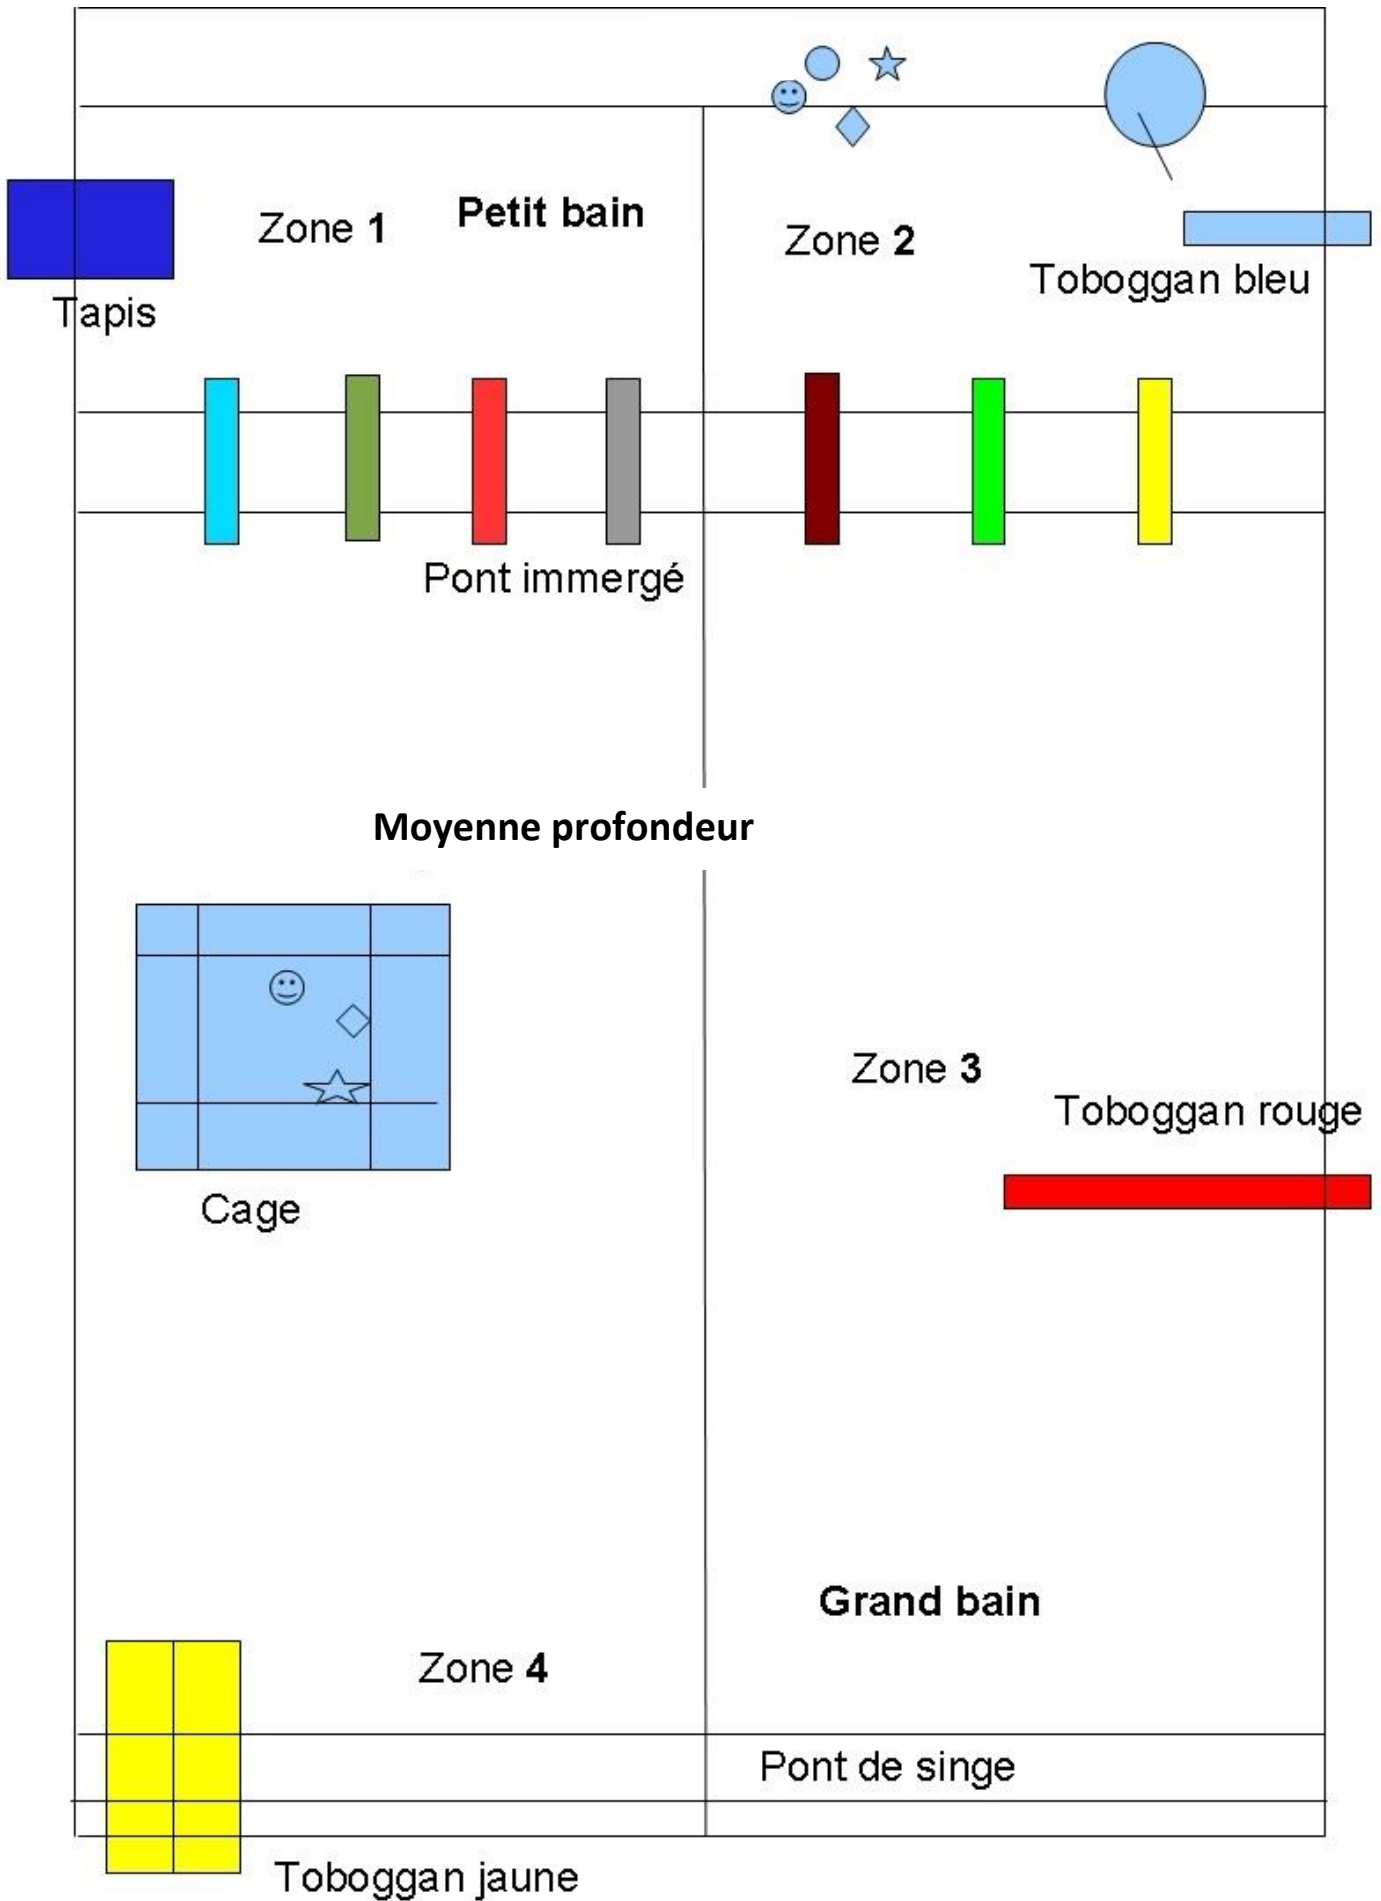 Zone 1
Petit bain
Zone 2
Toboggan bleu
Tapis
Pont immergé
Moyenne profondeur
Zone 3
Toboggan rouge
Cage
Grand bain
Zone 4
Pont de singe
Toboggan jaune